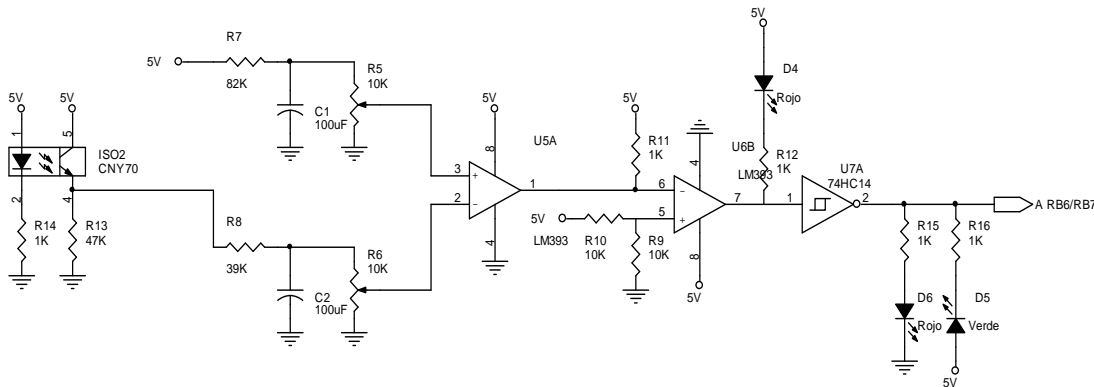 5V
R7
82K
C1
100uF
R5
10K
5V
5V
1
5
ISO2
CNY70
2
4
R14
1K
R13
47K
R8
39K
C2
100uF
R6
10K
3
2
+
-
5V
8
4
1
U5A
5V
R11
1K
6
5
-
+
5V
LM393
R10
10K
R9
10K
4
8
5V
7
U6B
LM393
5V
D4
Rojo
R12
1K
U7A
74HC14
1
2
A RB6/RB7
R15
1K
R16
1K
D6
Rojo
D5
Verde
5V